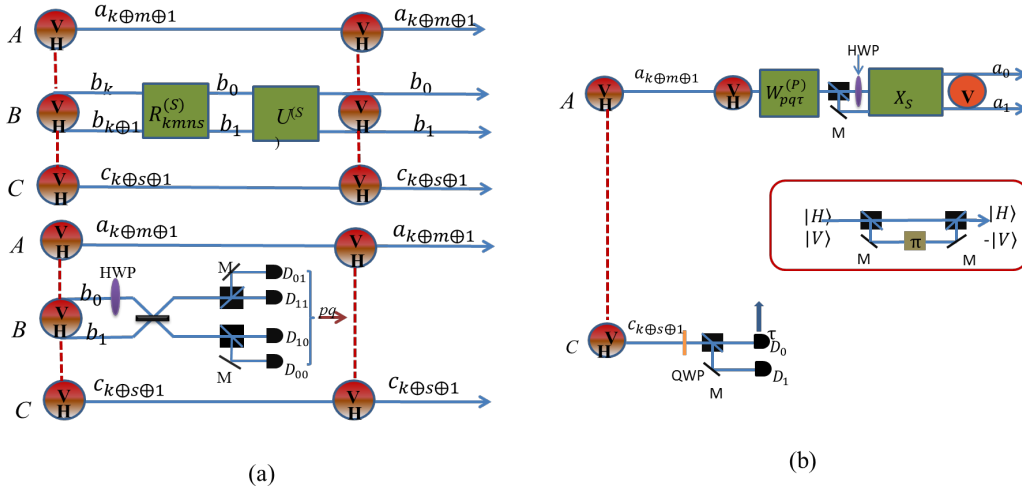 A V H a_{k⊕m⊕1} V H a_{k⊕m⊕1}
B V H b_k R_{kmns}^{(S)} b_0 U^{(S V H b_0
b_{k⊕1} b_1 ) b_1
C V H c_{k⊕s⊕1} V H c_{k⊕s⊕1}
A V H a_{k⊕m⊕1} V H a_{k⊕m⊕1}
HWP M D_{01}
B V H b_0 D_{11} pq
b_1 D_{10}
M D_{00}
C V H c_{k⊕s⊕1} V H c_{k⊕s⊕1}
(a)
HWP
A V H a_{k⊕m⊕1} V H W_{pqτ}^{(P)} X_S V a_0
M a_1
|H⟩ |H⟩
|V⟩ π -|V⟩
M M
C V H c_{k⊕s⊕1} τ
D_0
QWP M D_1
(b)